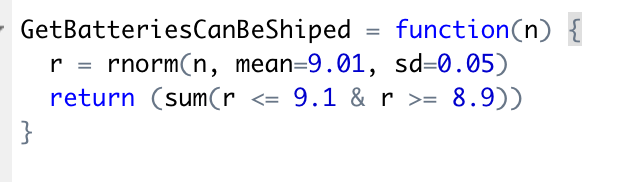 GetBatteriesCanBeShiped = function(n) {
  r = rnorm(n, mean=9.01, sd=0.05)
  return (sum(r <= 9.1 & r >= 8.9))
}